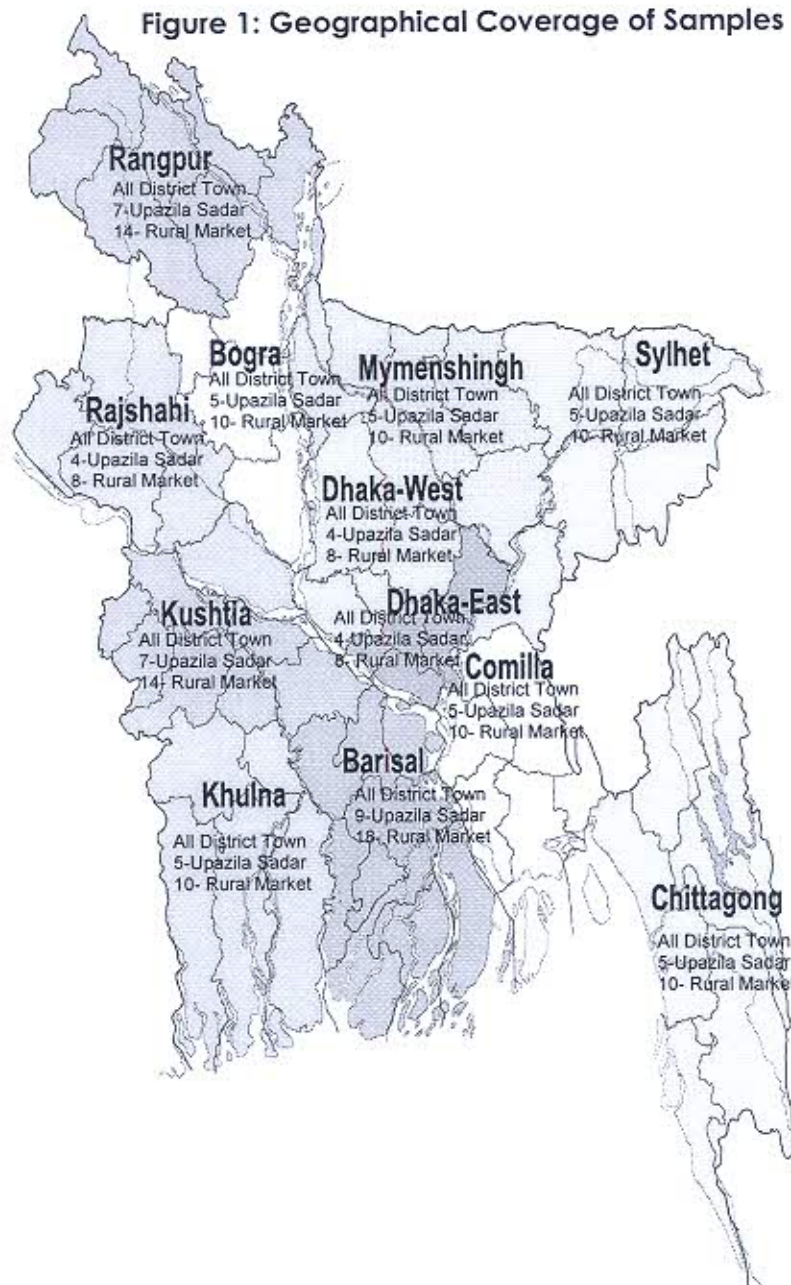 Figure 1: Geographical Coverage of Samples
Rangpur
All District Town
7-Upazila Sadar
14- Rural Market
Bogra
All District Town
5-Upazila Sadar
10- Rural Market
Mymenshingh
All District Town
5-Upazila Sadar
10- Rural Market
Sylhet
All District Town
5-Upazila Sadar
10- Rural Market
Rajshahi
All District Town
4-Upazila Sadar
8- Rural Market
Dhaka-West
All District Town
4-Upazila Sadar
8- Rural Market
Dhaka-East
All District Town
4-Upazila Sadar
8- Rural Market
Kushtia
All District Town
7-Upazila Sadar
14- Rural Market
Comilla
All District Town
5-Upazila Sadar
10- Rural Market
Barisal
All District Town
9-Upazila Sadar
18- Rural Market
Khulna
All District Town
5-Upazila Sadar
10- Rural Market
Chittagong
All District Town
5-Upazila Sadar
10- Rural Marke